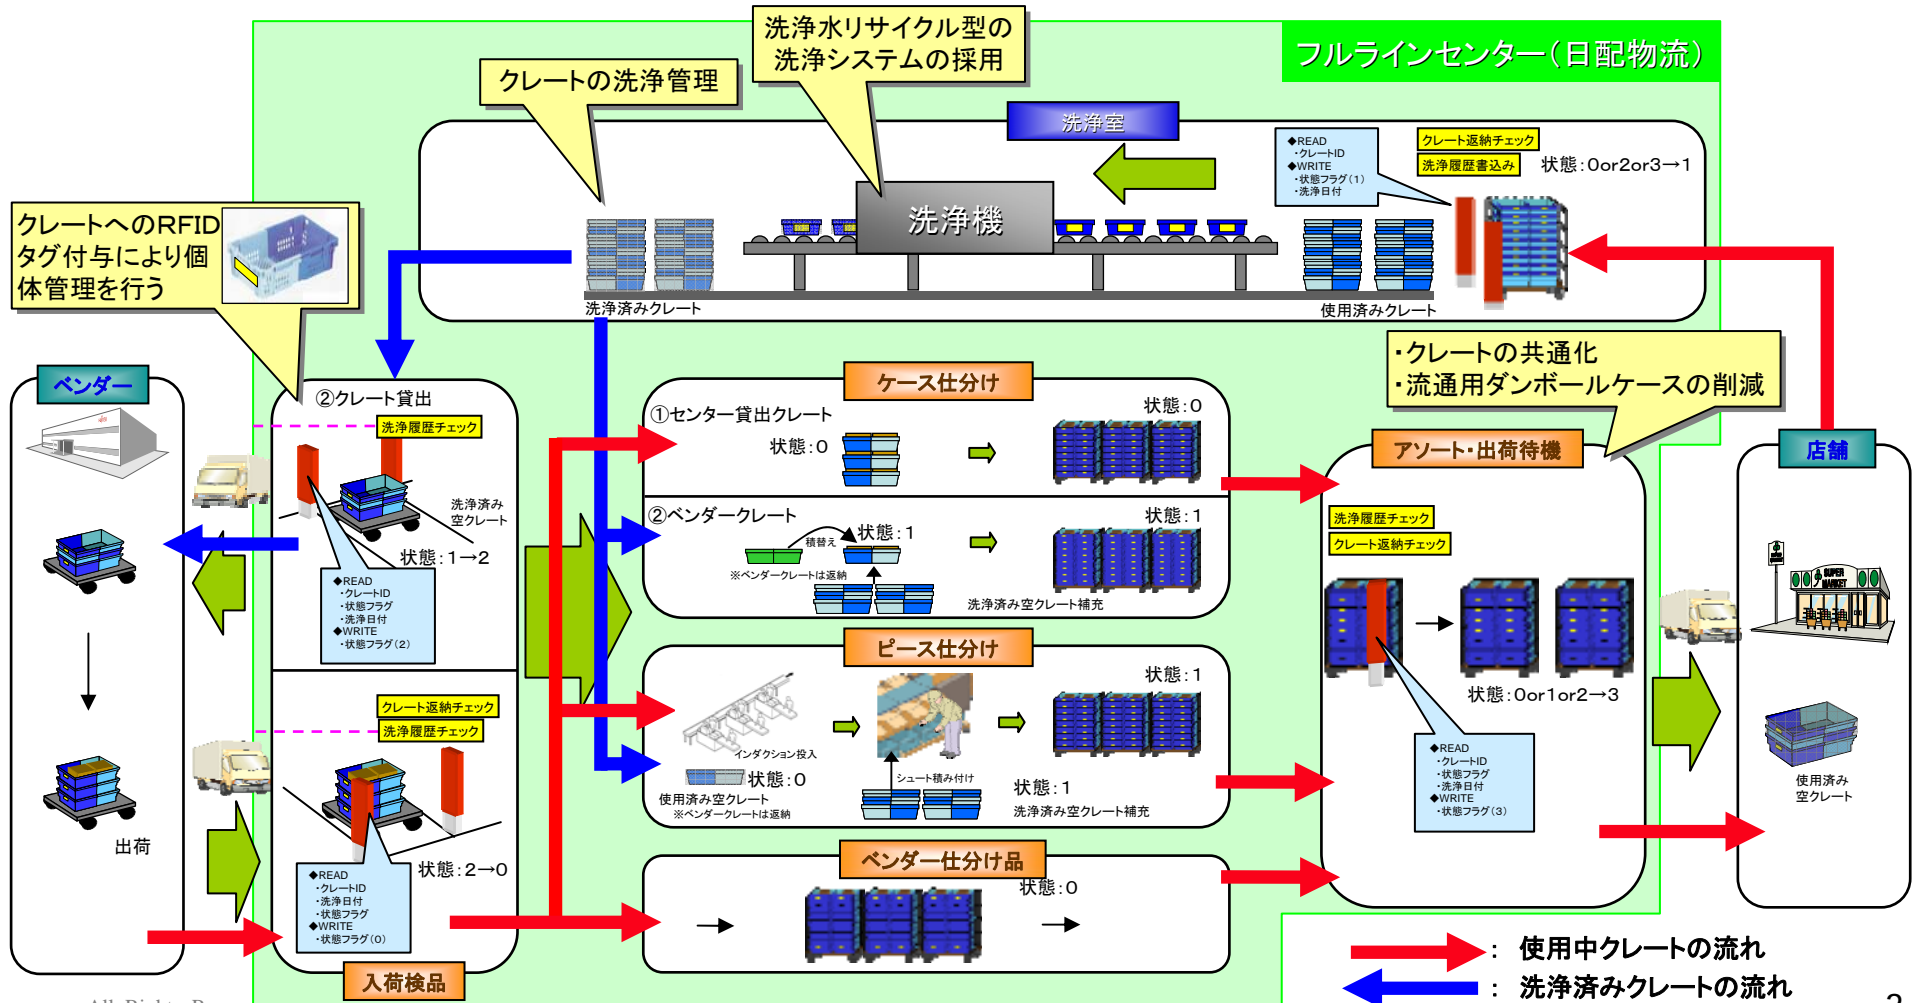 フルラインセンター（日配物流）
洗浄水リサイクル型の
洗浄システムの採用
クレートの洗浄管理
洗浄室
◆READ
・クレートID
◆WRITE
・状態フラグ（1）
・洗浄日付
クレート返納チェック
洗浄履歴書込み
状態：0or2or3→1
洗浄機
洗浄済みクレート
使用済みクレート
クレートへのRFID
タグ付与により個
体管理を行う
・クレートの共通化
・流通用ダンボールケースの削減
ベンダー
出荷
②クレート貸出
洗浄履歴チェック
洗浄済み
空クレート
状態：1→2
◆READ
・クレートID
・状態フラグ
・洗浄日付
◆WRITE
・状態フラグ（2）
クレート返納チェック
洗浄履歴チェック
状態：2→0
◆READ
・クレートID
・洗浄日付
・状態フラグ
◆WRITE
・状態フラグ（0）
入荷検品
ケース仕分け
①センター貸出クレート
状態：0
状態：0
②ベンダークレート
積替え
状態：1
状態：1
※ベンダークレートは返納
洗浄済み空クレート補充
ピース仕分け
状態：1
インダクション投入
状態：0
シュート積み付け
状態：1
使用済み空クレート
※ベンダークレートは返納
洗浄済み空クレート補充
ベンダー仕分け品
状態：0
アソート・出荷待機
洗浄履歴チェック
クレート返納チェック
状態：0or1or2→3
◆READ
・クレートID
・状態フラグ
・洗浄日付
◆WRITE
・状態フラグ（3）
店舗
SUPER
MARKET
使用済み
空クレート
： 使用中クレートの流れ
： 洗浄済みクレートの流れ